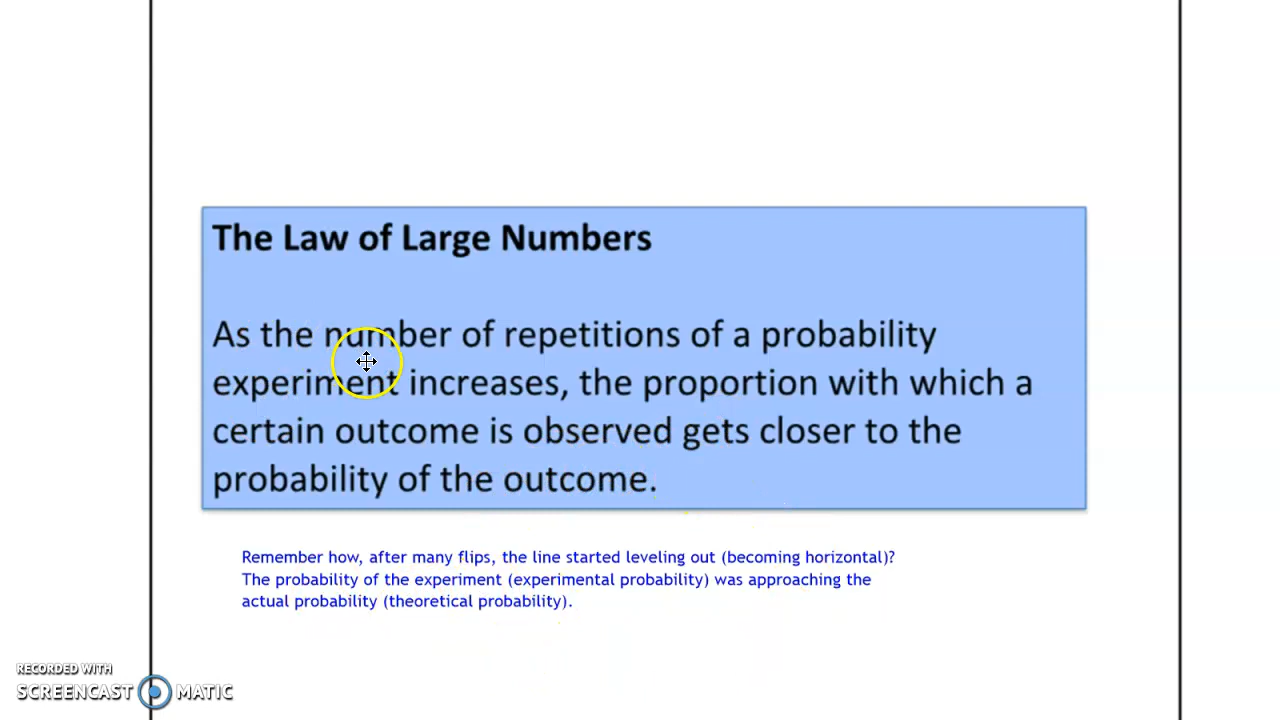 The Law of Large Numbers
As the number of repetitions of a probability
experiment increases, the proportion with which a
certain outcome is observed gets closer to the
probability of the outcome.
Remember how, after many flips, the line started leveling out (becoming horizontal)?
The probability of the experiment (experimental probability) was approaching the
actual probability (theoretical probability).
RECORDED WITH
SCREENCAST MATIC